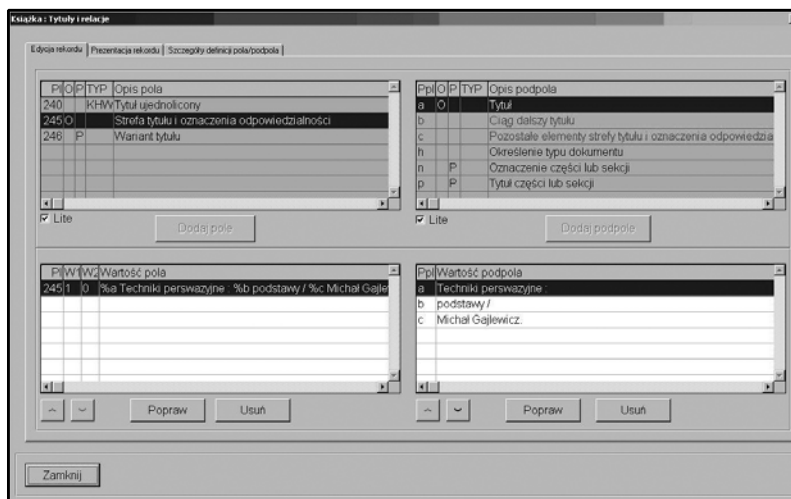 Książka : Tytuły i relacje
Edycja rekordu Prezentacja rekordu Szczegóły definicji pola/podpola
Pl O P TYP Opis pola
240 KHW Tytuł ujednolicony
245 O Strefa tytułu i oznaczenia odpowiedzialności
246 P Wariant tytułu
Lite
Dodaj pole
Ppl O P TYP Opis podpola
a O Tytuł
b Ciąg dalszy tytułu
c Pozostałe elementy strefy tytułu i oznaczenia odpowiedzia
h Określenie typu dokumentu
n P Oznaczenie części lub sekcji
p P Tytuł części lub sekcji
Lite
Dodaj podpole
Pl W1 W2 Wartość pola
245 1 0 %a Techniki perswazyjne : %b podstawy / %c Michał Gajlew
Popraw Usuń
Ppl Wartość podpola
a Techniki perswazyjne :
b podstawy /
c Michał Gajlewicz.
Popraw Usuń
Zamknij